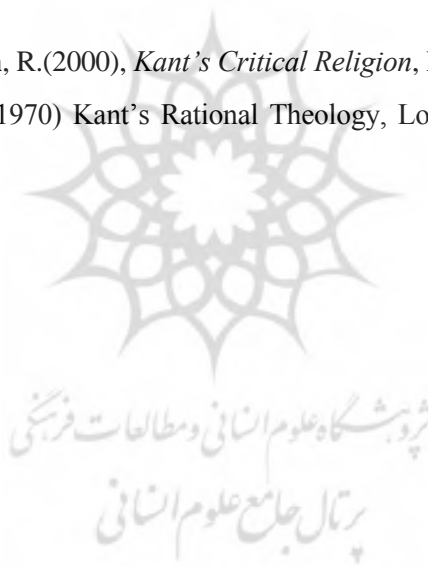 , R.(2000), Kant's Critical Religion,
1970) Kant's Rational Theology, Lo
پژوهشگاه علوم انسانی و مطالعات فرهنگی
پرتال جامع علوم انسانی